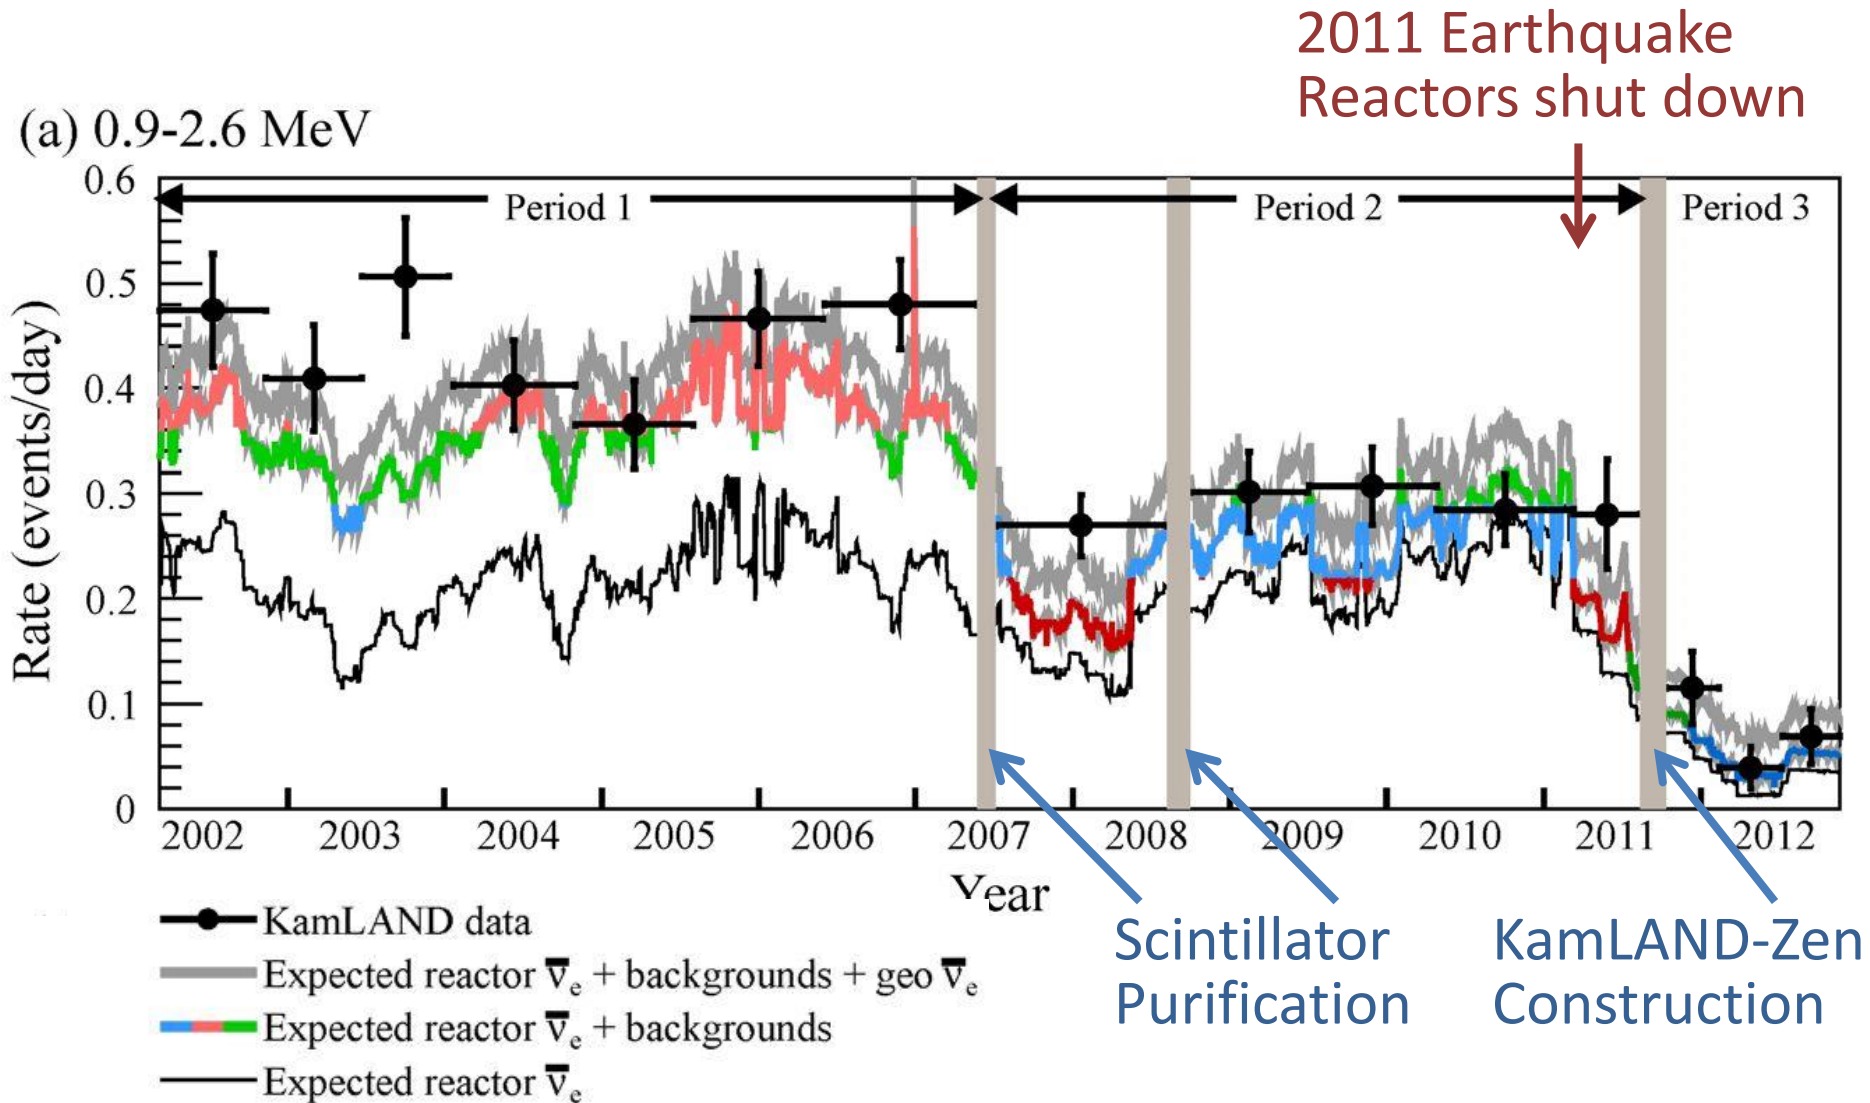 2011 Earthquake
Reactors shut down
(a) 0.9-2.6 MeV
Period 1
Period 2
Period 3
Rate (events/day)
0.6
0.5
0.4
0.3
0.2
0.1
0
2002 2003 2004 2005 2006 2007 2008 2009 2010 2011 2012
Year
KamLAND data
Expected reactor ν̅e + backgrounds + geo ν̅e
Expected reactor ν̅e + backgrounds
Expected reactor ν̅e
Scintillator
Purification
KamLAND-Zen
Construction